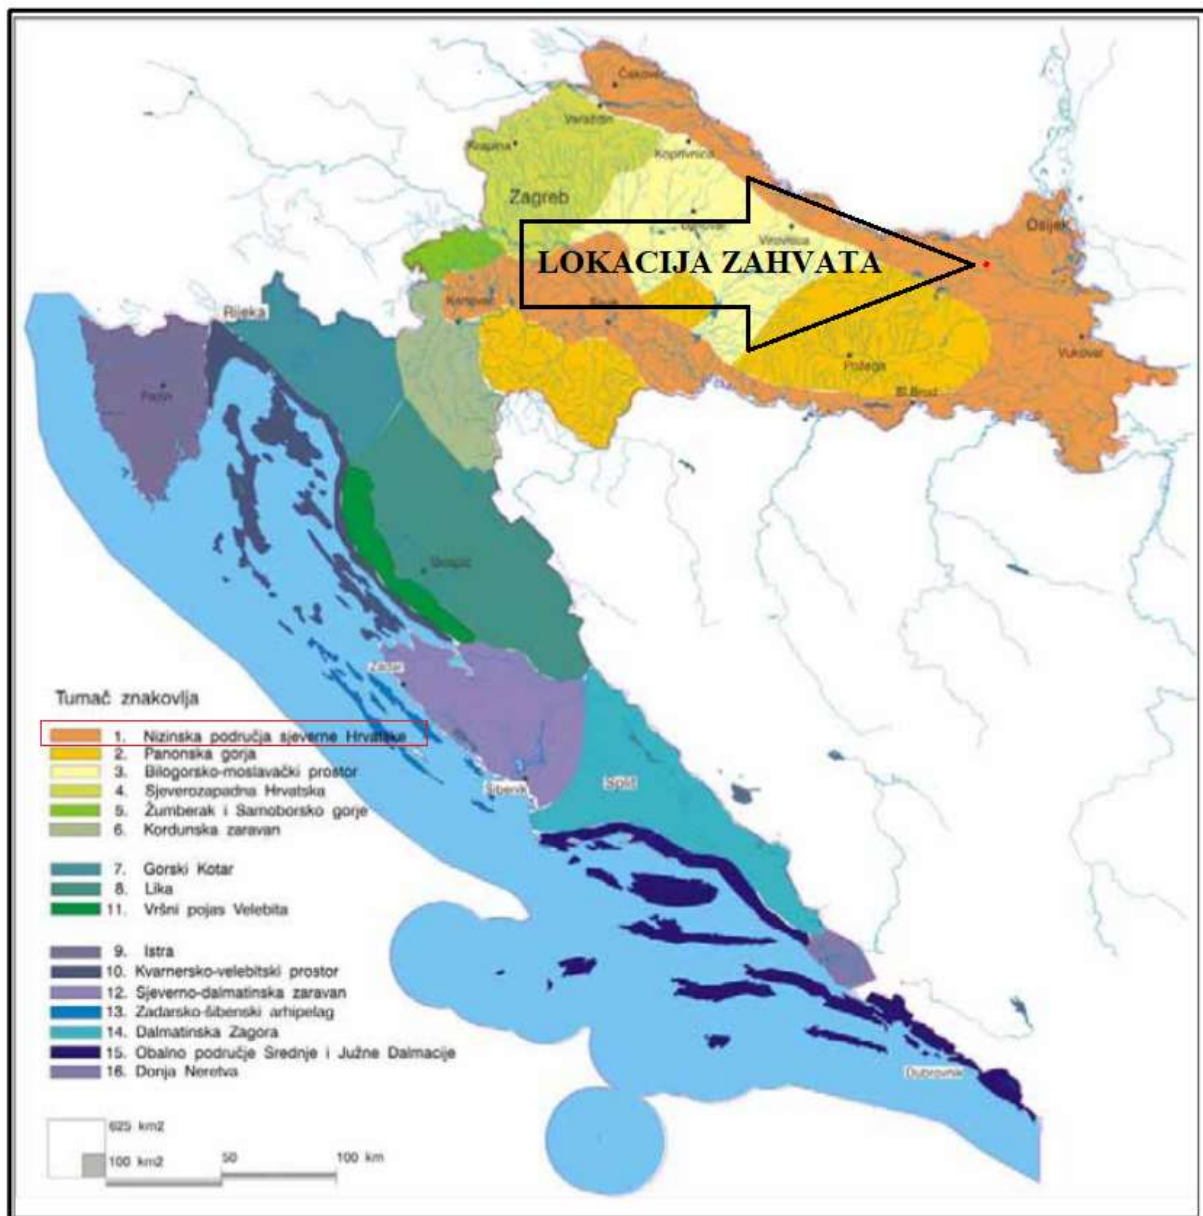 Čakovec
Varaždin
Krapina
Koprivnica
Zagreb
Virovitica
Osijek
LOKACIJA ZAHVATA
Karlovac
Sisak
Rijeka
Vukovar
Požega
Sl.Brod
Pazin
Gospić
Zadar
Tumač znakovlja
1. Nizinska područja sjeverne Hrvatske
2. Panonska gorja
3. Bilogorsko-moslavački prostor
4. Sjeverozapadna Hrvatska
5. Žumberak i Samoborsko gorje
6. Kordunska zaravan
Šibenik
Split
7. Gorski Kotar
8. Lika
11. Vršni pojas Velebita
9. Istra
10. Kvarnersko-velebitski prostor
12. Sjeverno-dalmatinska zaravan
13. Zadarsko-šibenski arhipelag
14. Dalmatinska Zagora
15. Obalno područje Srednje i Južne Dalmacije
16. Donja Neretva
Dubrovnik
625 km2
100 km2
50
100 km